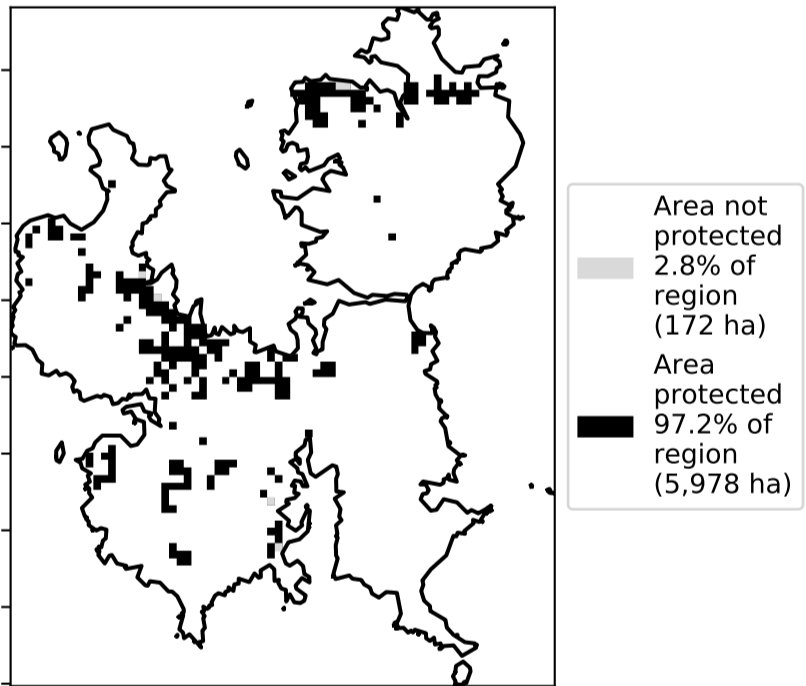 Area not
protected
2.8% of
region
(172 ha)
Area
protected
97.2% of
region
(5,978 ha)